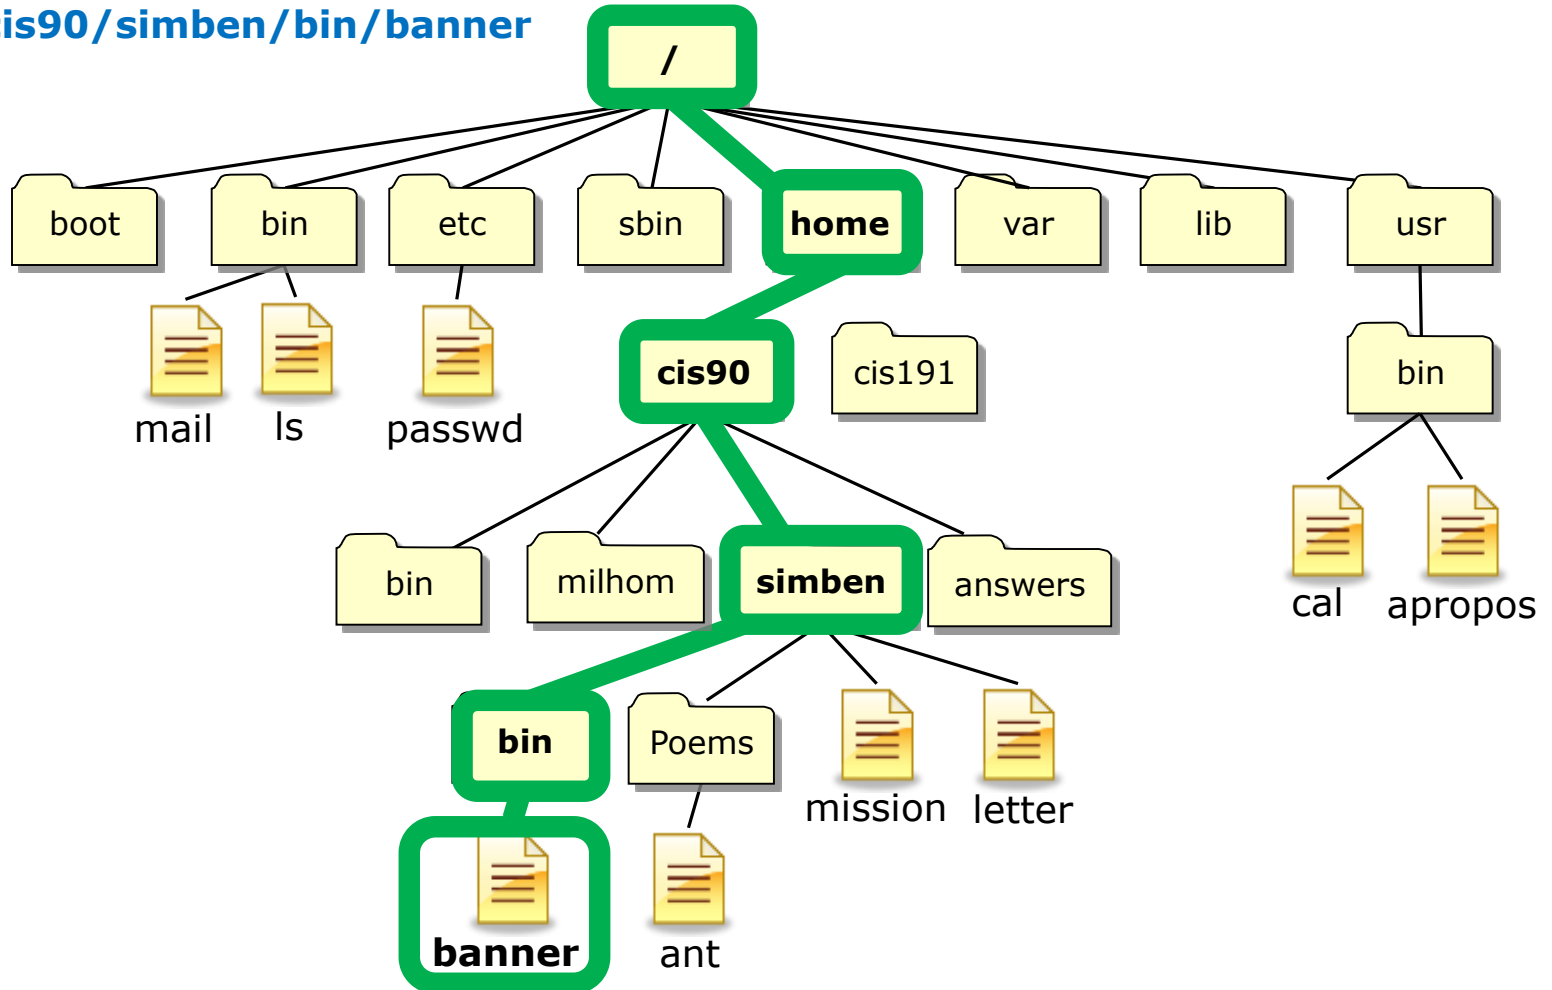 cis90/simben/bin/banner
/
boot bin etc sbin home var lib usr
mail ls passwd
cis90 cis191 bin
cal apropos
bin milhom simben answers
bin Poems mission letter
banner ant